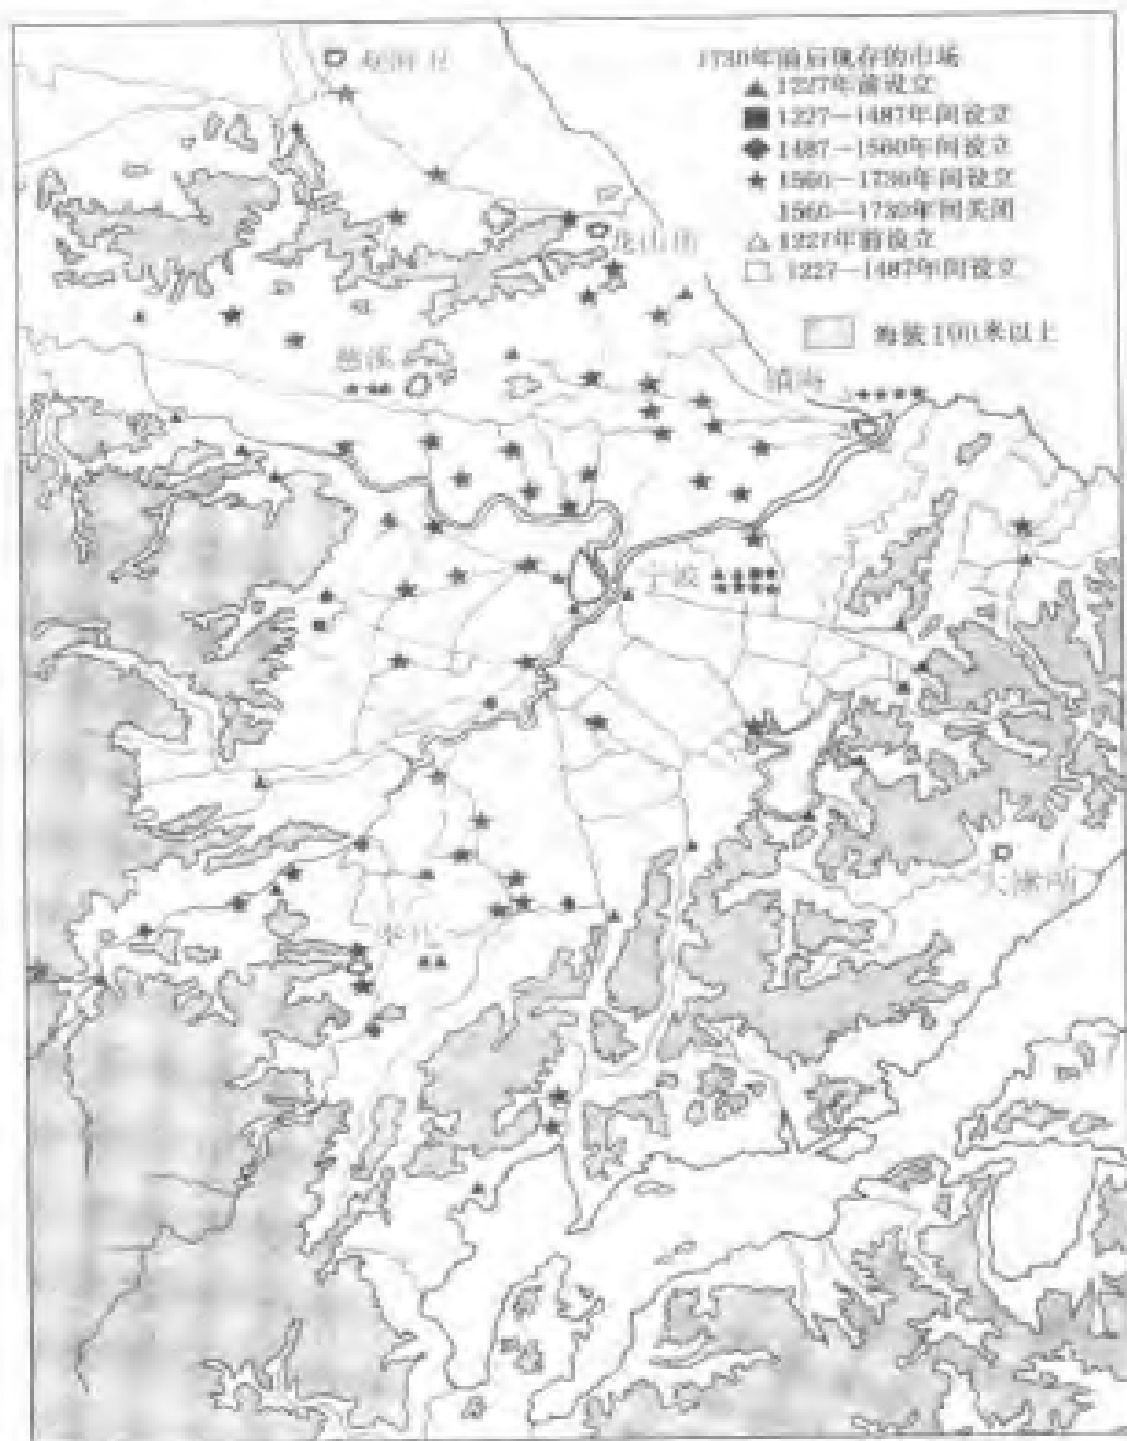 1730年前后现存的市场
1227年前设立
1227—1487年间设立
1487—1560年间设立
1560—1730年间设立
1560—1730年间关闭
1227年前设立
1227—1487年间设立
海拔100米以上
龙山所
慈溪
镇海
宁波
奉化